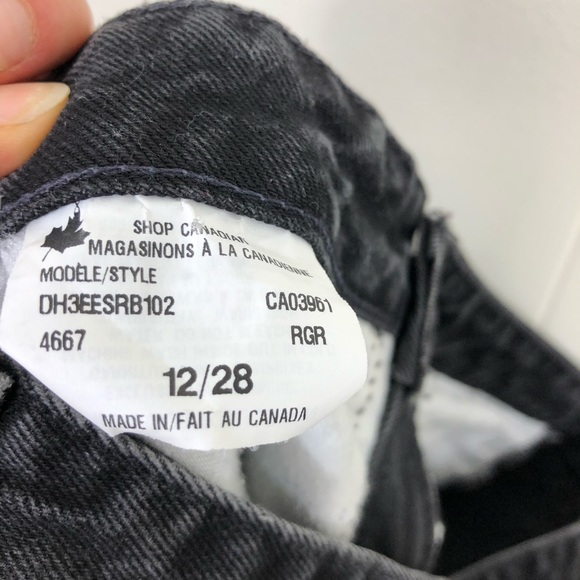 SHOP CANADIAN
MAGASINONS À LA CANADIENNE
MODÈLE/STYLE
DH3EESRB102 CA03961
4667 RGR
12/28
MADE IN/FAIT AU CANADA